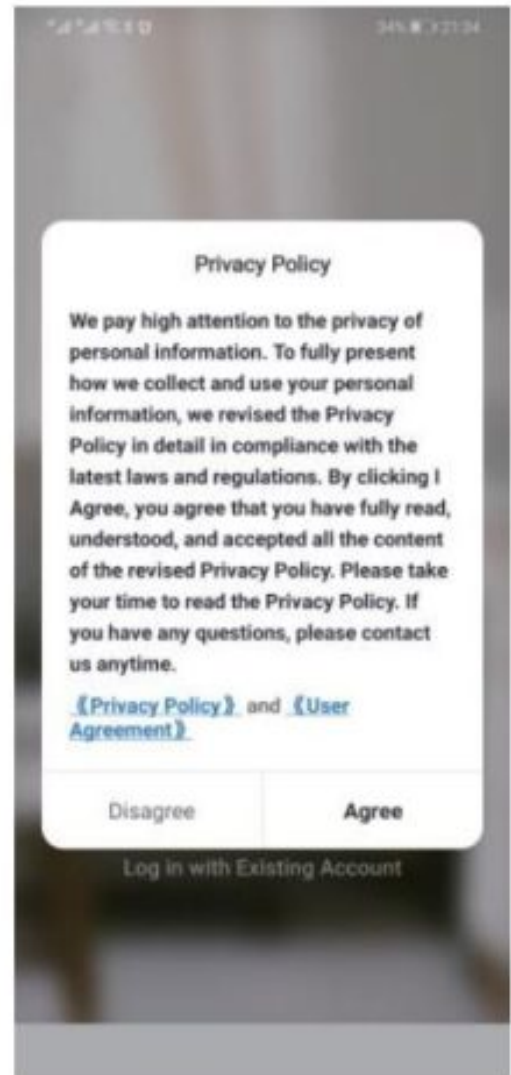 34% 21:34
Privacy Policy
We pay high attention to the privacy of
personal information. To fully present
how we collect and use your personal
information, we revised the Privacy
Policy in detail in compliance with the
latest laws and regulations. By clicking I
Agree, you agree that you have fully read,
understood, and accepted all the content
of the revised Privacy Policy. Please take
your time to read the Privacy Policy. If
you have any questions, please contact
us anytime.
《Privacy Policy》 and 《User
Agreement》
Disagree Agree
Log in with Existing Account